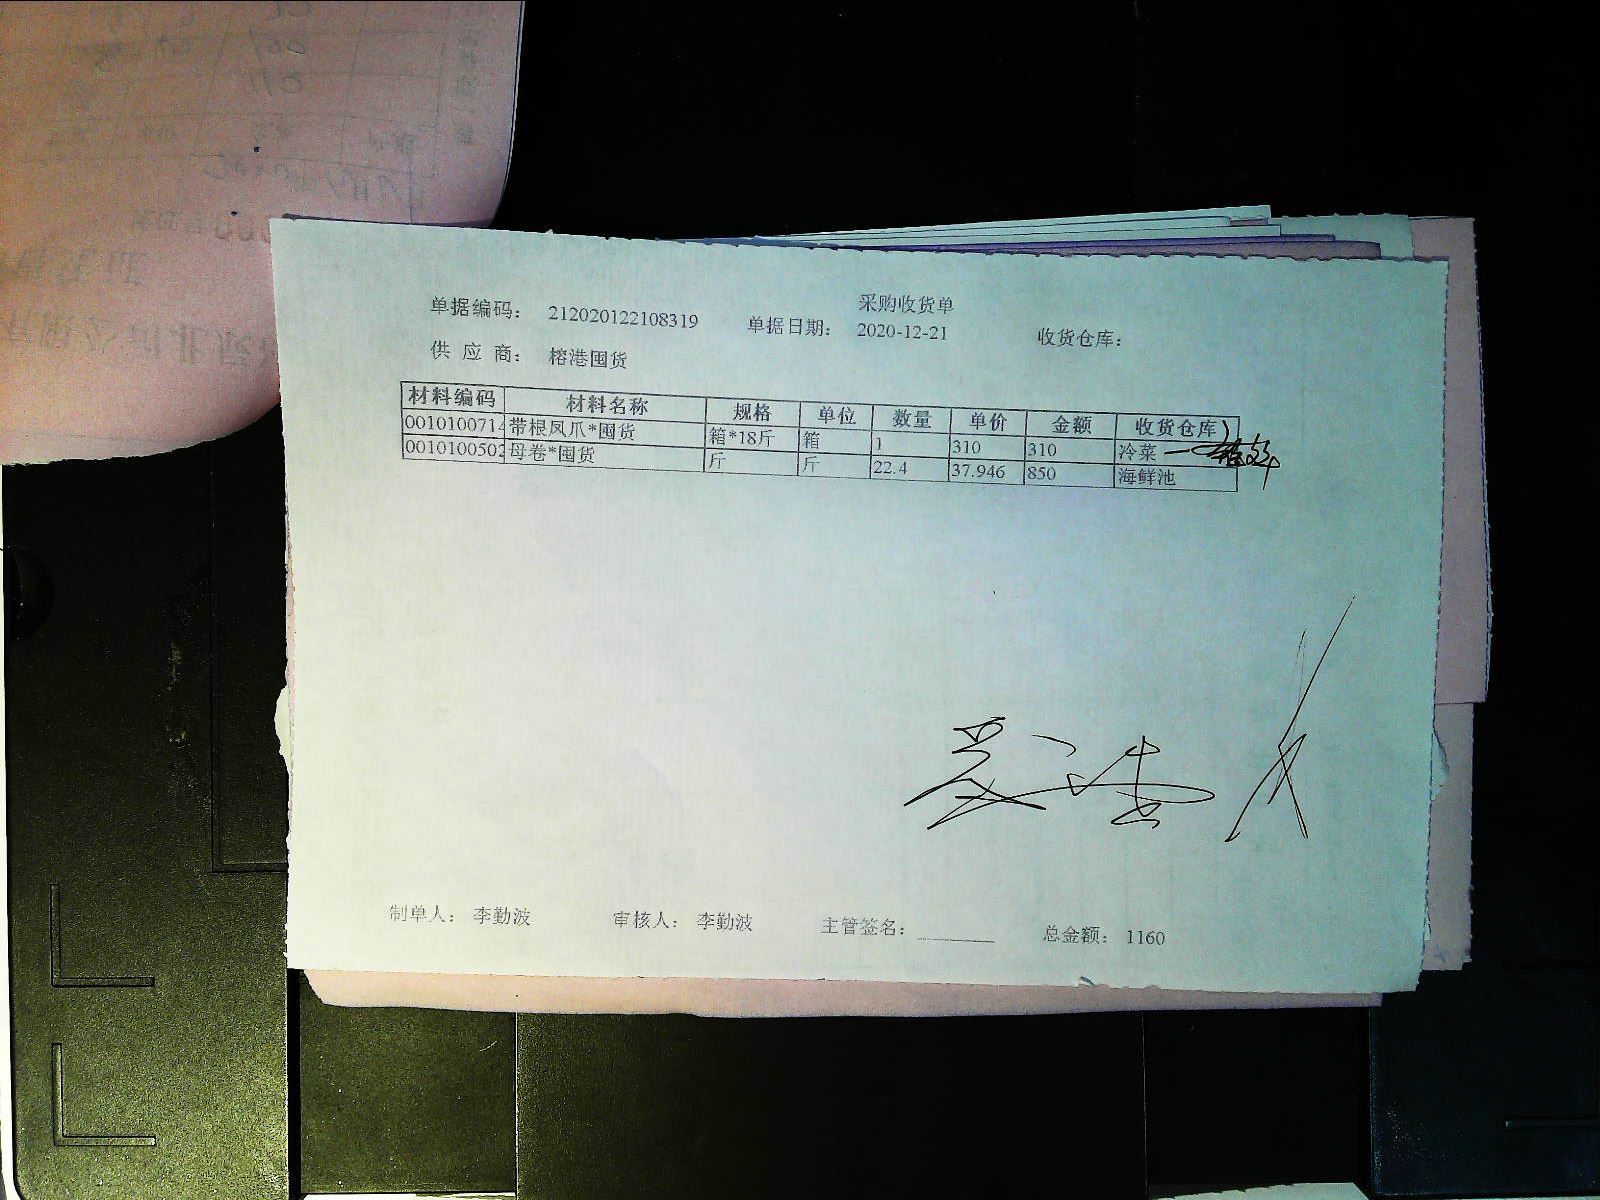 采购收货单
单据编码： 212020122108319 单据日期： 2020-12-21 收货仓库：
供 应 商： 榕港囤货
材料编码 材料名称 规格 单位 数量 单价 金额 收货仓库
0010100714 带根凤爪*囤货 箱*18斤 箱 1 310 310 冷菜
0010100502 母卷*囤货 斤 斤 22.4 37.946 850 海鲜池
制单人： 李勤波 审核人： 李勤波 主管签名： 总金额： 1160